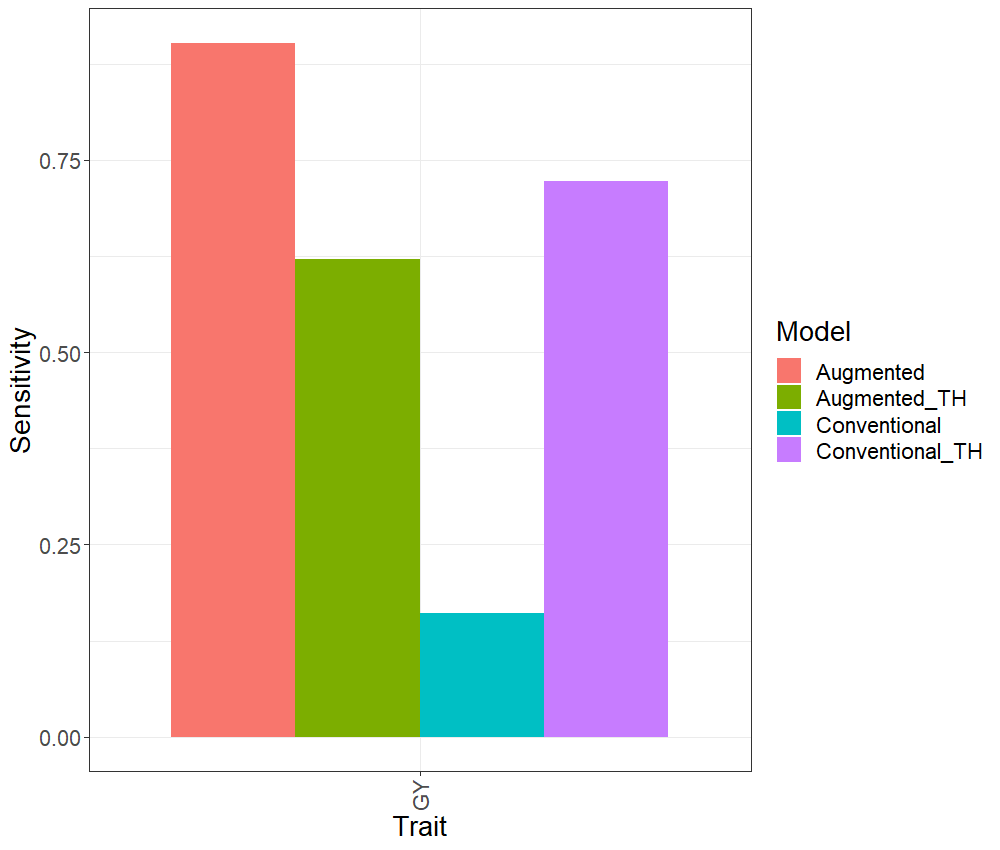 Sensitivity
0.75
0.50
0.25
0.00
GY
Trait
Model
Augmented
Augmented_TH
Conventional
Conventional_TH